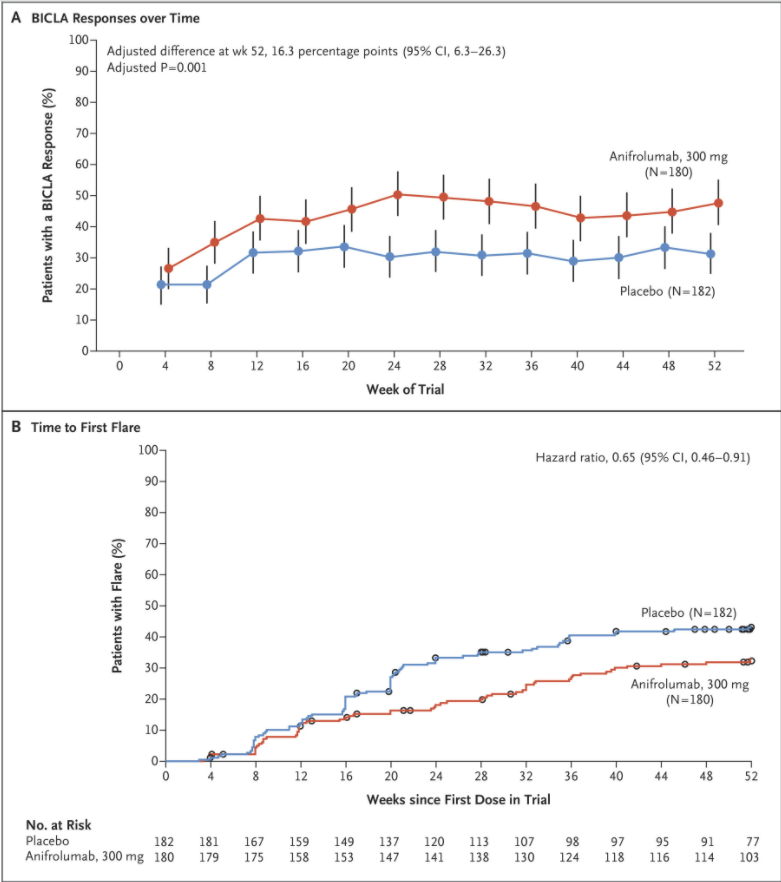 A BICLA Responses over Time
Adjusted difference at wk 52, 16.3 percentage points (95% CI, 6.3–26.3)
Adjusted P=0.001
Patients with a BICLA Response (%)
100
90
80
70
60
50
40
30
20
10
0
Anifrolumab, 300 mg
(N=180)
Placebo (N=182)
0 4 8 12 16 20 24 28 32 36 40 44 48 52
Week of Trial
B Time to First Flare
Hazard ratio, 0.65 (95% CI, 0.46–0.91)
Patients with Flare (%)
100
90
80
70
60
50
40
30
20
10
0
Placebo (N=182)
Anifrolumab, 300 mg
(N=180)
0 4 8 12 16 20 24 28 32 36 40 44 48 52
Weeks since First Dose in Trial
No. at Risk
Placebo 182 181 167 159 149 137 120 113 107 98 97 95 91 77
Anifrolumab, 300 mg 180 179 175 158 153 147 141 138 130 124 118 116 114 103